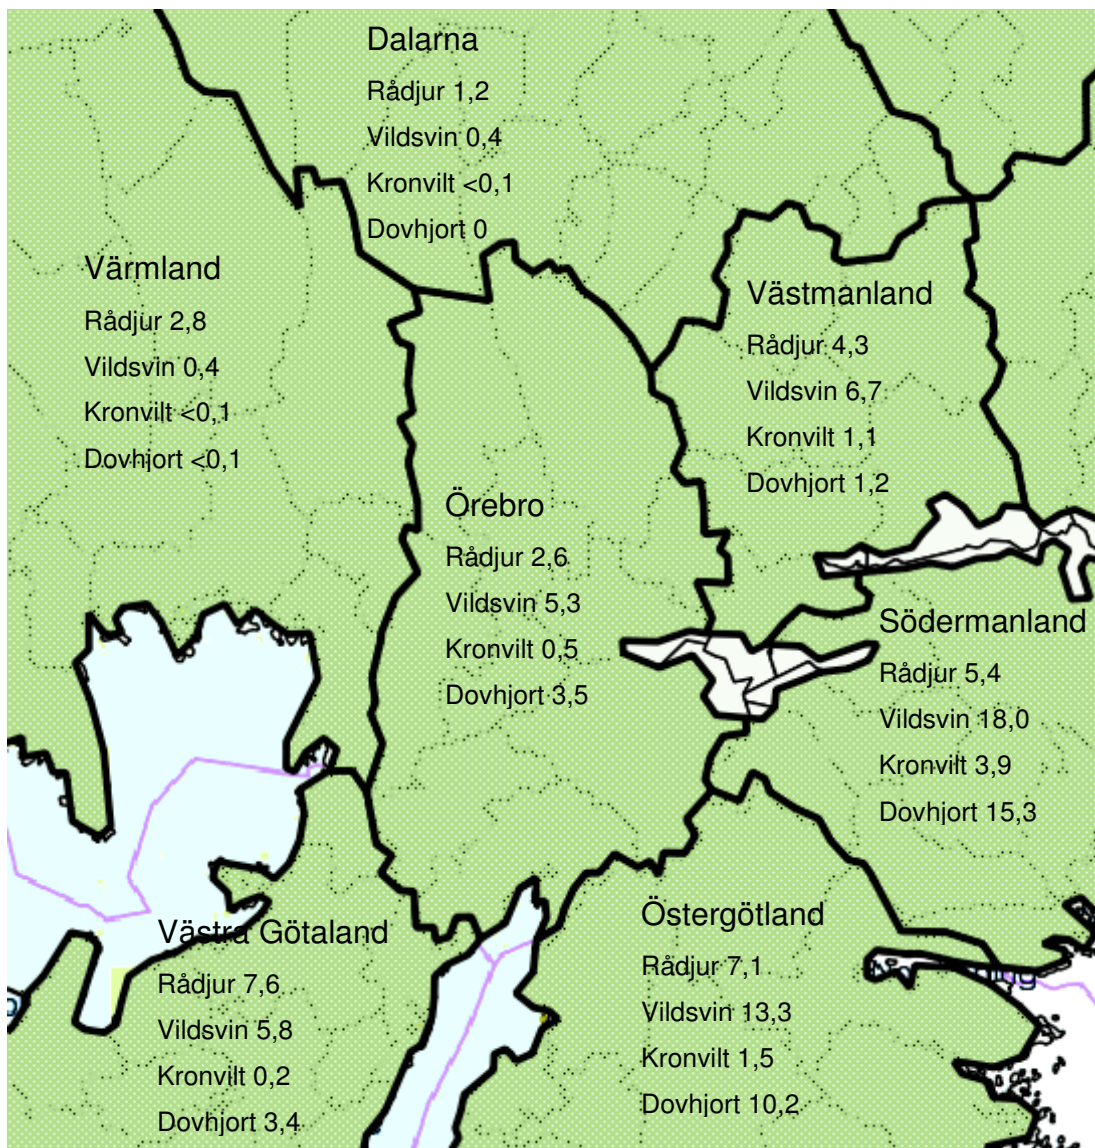 Dalarna
Rådjur 1,2
Vildsvin 0,4
Kronvilt <0,1
Dovhjort 0
Värmland
Rådjur 2,8
Vildsvin 0,4
Kronvilt <0,1
Dovhjort <0,1
Västmanland
Rådjur 4,3
Vildsvin 6,7
Kronvilt 1,1
Dovhjort 1,2
Örebro
Rådjur 2,6
Vildsvin 5,3
Kronvilt 0,5
Dovhjort 3,5
Södermanland
Rådjur 5,4
Vildsvin 18,0
Kronvilt 3,9
Dovhjort 15,3
Västra Götaland
Rådjur 7,6
Vildsvin 5,8
Kronvilt 0,2
Dovhjort 3,4
Östergötland
Rådjur 7,1
Vildsvin 13,3
Kronvilt 1,5
Dovhjort 10,2